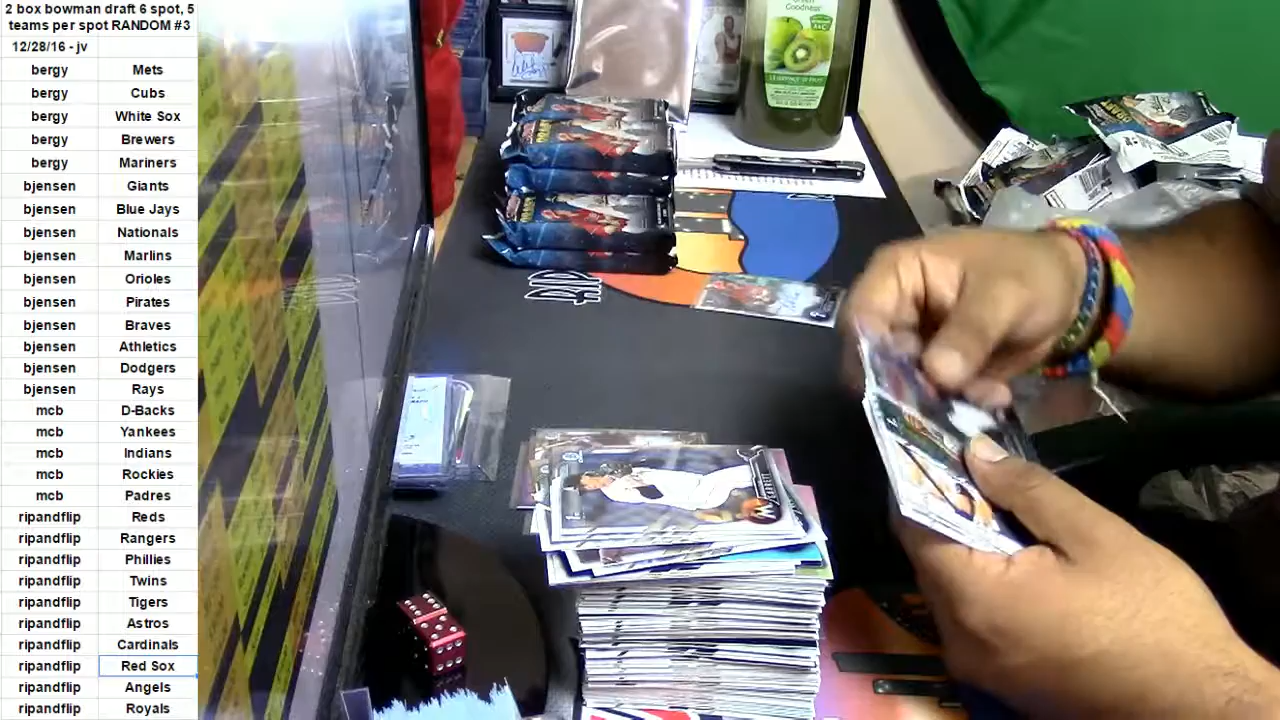 2 box bowman draft 6 spot, 5
teams per spot RANDOM #3
12/28/16 - jv
bergy Mets
bergy Cubs
bergy White Sox
bergy Brewers
bergy Mariners
bjensen Giants
bjensen Blue Jays
bjensen Nationals
bjensen Marlins
bjensen Orioles
bjensen Pirates
bjensen Braves
bjensen Athletics
bjensen Dodgers
bjensen Rays
mcb D-Backs
mcb Yankees
mcb Indians
mcb Rockies
mcb Padres
ripandflip Reds
ripandflip Rangers
ripandflip Phillies
ripandflip Twins
ripandflip Tigers
ripandflip Astros
ripandflip Cardinals
ripandflip Red Sox
ripandflip Angels
ripandflip Royals
Goodness
GARRETT